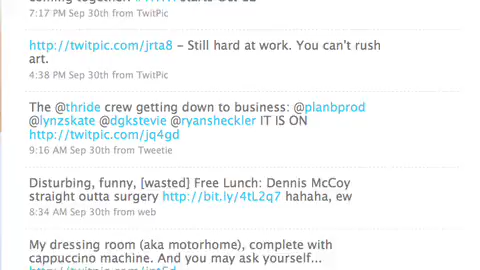 7:17 PM Sep 30th from TwitPic
http://twitpic.com/jrta8 – Still hard at work. You can't rush
art.
4:38 PM Sep 30th from TwitPic
The @thride crew getting down to business: @planbprod
@lynzskate @dgkstevie @ryansheckler IT IS ON
http://twitpic.com/jq4gd
9:16 AM Sep 30th from Tweetie
Disturbing, funny, [wasted] Free Lunch: Dennis McCoy
straight outta surgery http://bit.ly/4tL2q7 hahaha, ew
8:34 AM Sep 30th from web
My dressing room (aka motorhome), complete with
cappuccino machine. And you may ask yourself...